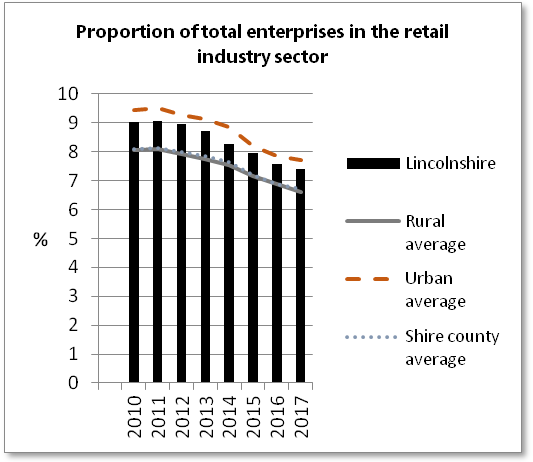 Proportion of total enterprises in the retail
industry sector
10
9
8
7
6
5
4
3
2
1
0
%
2010
2011
2012
2013
2014
2015
2016
2017
Lincolnshire
Rural
average
Urban
average
Shire county
average